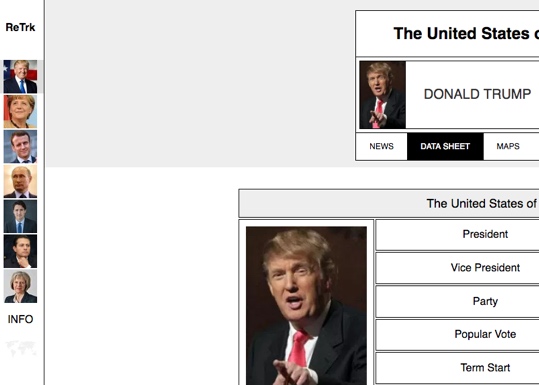 ReTrk
The United States o
DONALD TRUMP
NEWS
DATA SHEET
MAPS
The United States of
President
Vice President
Party
Popular Vote
Term Start
INFO